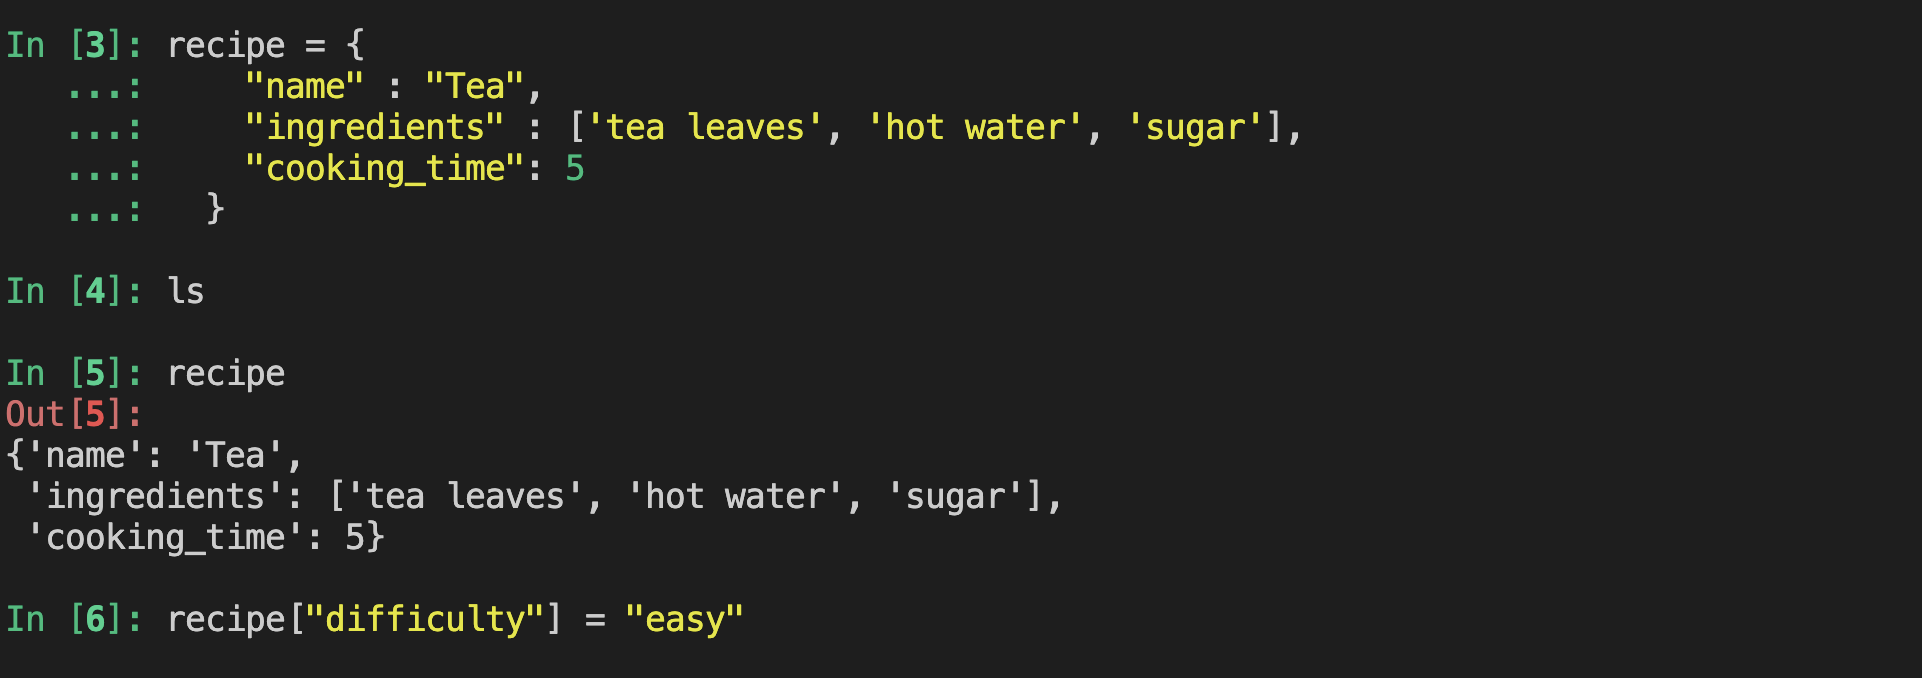 In [3]: recipe = {
   ...:     "name" : "Tea",
   ...:     "ingredients" : ['tea leaves', 'hot water', 'sugar'],
   ...:     "cooking_time": 5
   ...:   }
In [4]: ls
In [5]: recipe
Out[5]:
{'name': 'Tea',
 'ingredients': ['tea leaves', 'hot water', 'sugar'],
 'cooking_time': 5}
In [6]: recipe["difficulty"] = "easy"